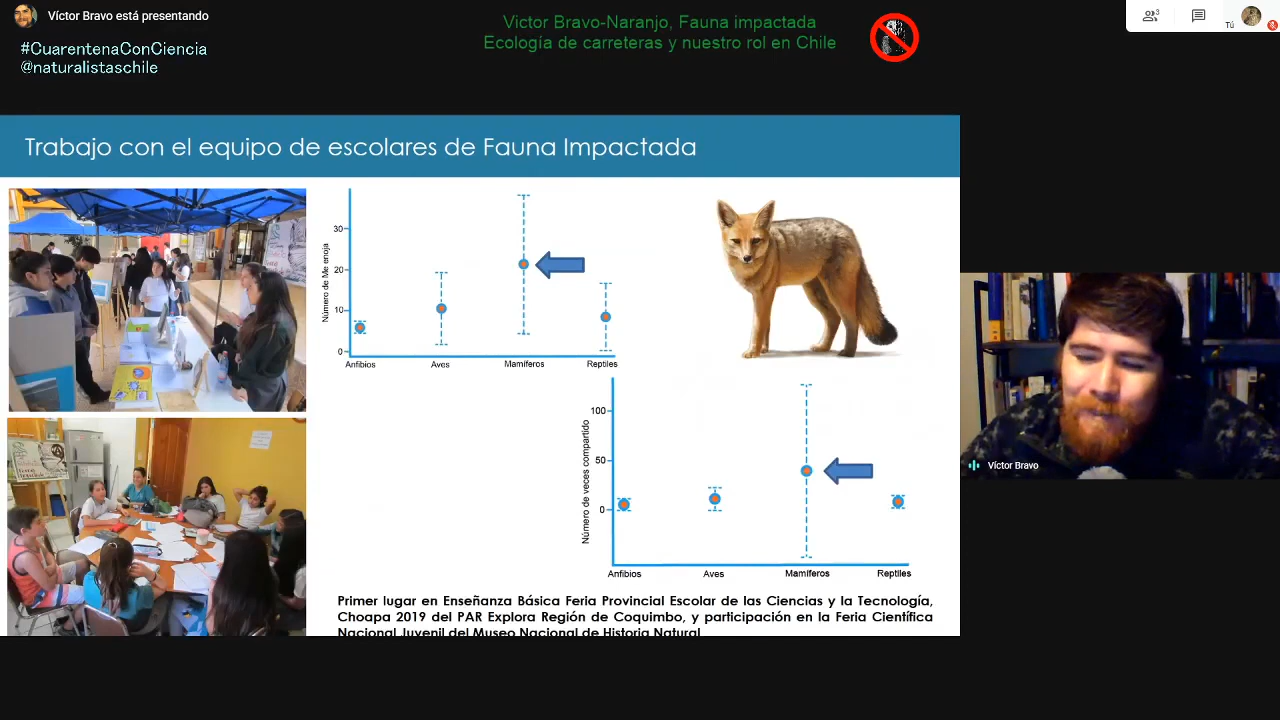 Víctor Bravo está presentando
#CuarentenaConCiencia
@naturalistaschile
Victor Bravo-Naranjo, Fauna impactada
Ecología de carreteras y nuestro rol en Chile
3
Tú
Trabajo con el equipo de escolares de Fauna Impactada
Número de Me enoja
30
20
10
0
Anfibios
Aves
Mamíferos
Reptiles
Número de veces compartido
100
50
0
Anfibios
Aves
Mamíferos
Reptiles
Primer lugar en Enseñanza Básica Feria Provincial Escolar de las Ciencias y la Tecnología,
Choapa 2019 del PAR Explora Región de Coquimbo, y participación en la Feria Científica
Nacional Juvenil del Museo Nacional de Historia Natural
Víctor Bravo